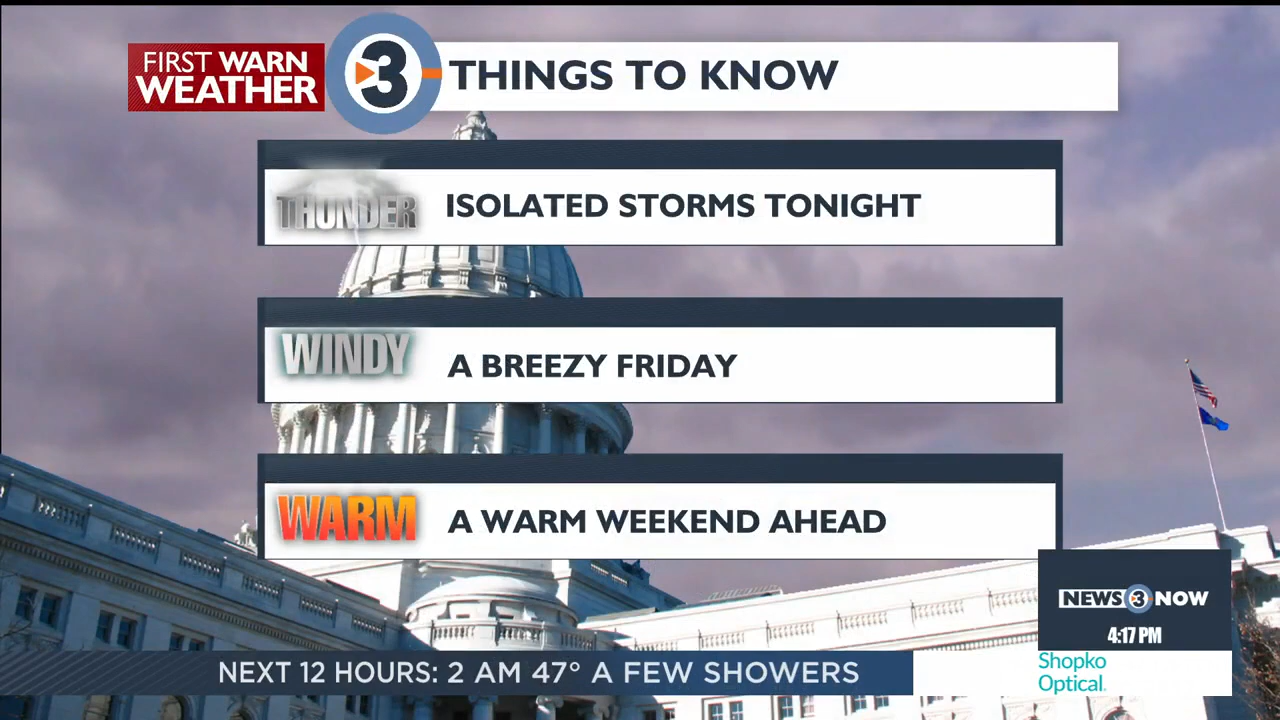 FIRST WARN
WEATHER
3 THINGS TO KNOW
THUNDER ISOLATED STORMS TONIGHT
WINDY A BREEZY FRIDAY
WARM A WARM WEEKEND AHEAD
NEWS 3 NOW
4:17 PM
Shopko
Optical.
NEXT 12 HOURS: 2 AM 47° A FEW SHOWERS